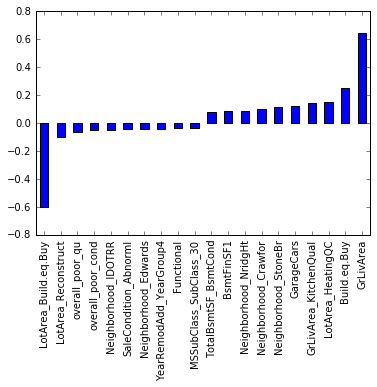 0.8
0.6
0.4
0.2
0.0
−0.2
−0.4
−0.6
−0.8
LotArea_Build.eq.Buy
LotArea_Reconstruct
overall_poor_qu
overall_poor_cond
Neighborhood_IDOTRR
SaleCondition_Abnorml
Neighborhood_Edwards
YearRemodAdd_YearGroup4
Functional
MSSubClass_SubClass_30
TotalBsmtSF_BsmtCond
BsmtFinSF1
Neighborhood_NridgHt
Neighborhood_Crawfor
Neighborhood_StoneBr
GarageCars
GrLivArea_KitchenQual
LotArea_HeatingQC
Build.eq.Buy
GrLivArea